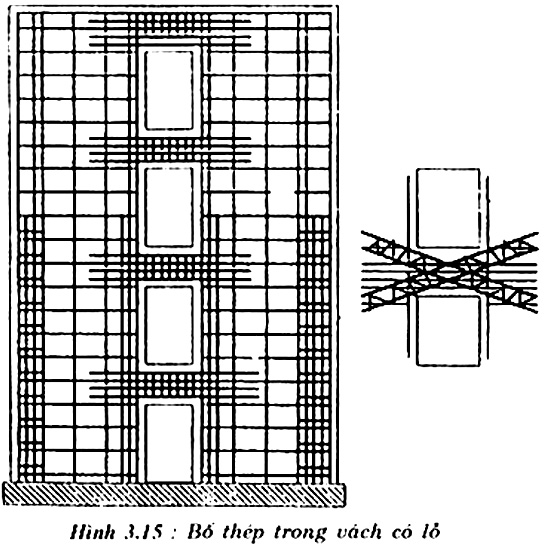 Hình 3.15 : Bố thép trong vách có lỗ